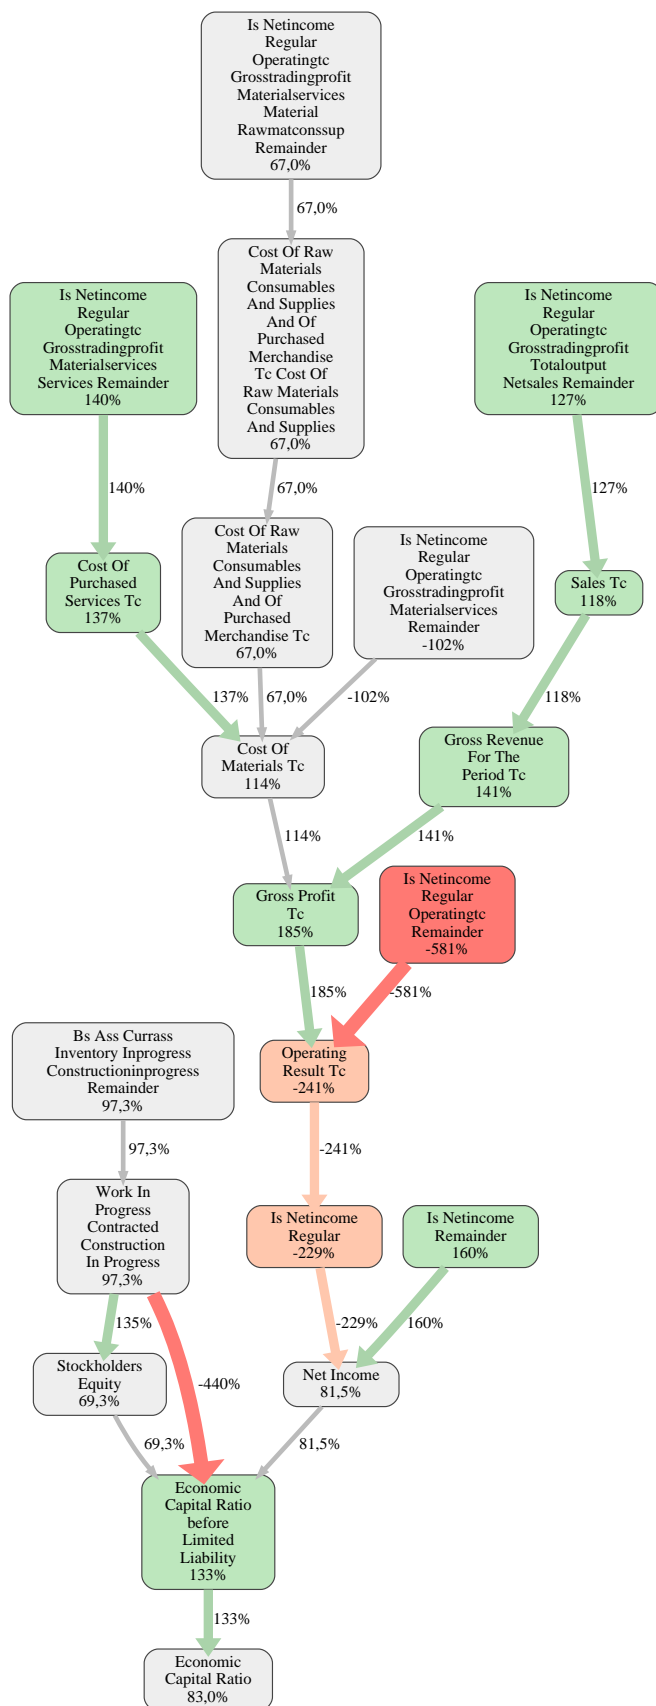 Is Netincome
Regular
Operatingtc
Grosstradingprofit
Materialservices
Material
Rawmatconssup
Remainder
67,0%
67,0%
Cost Of Raw
Materials
Consumables
And Supplies
And Of
Purchased
Merchandise
Tc Cost Of
Raw Materials
Consumables
And Supplies
67,0%
Is Netincome
Regular
Operatingtc
Grosstradingprofit
Materialservices
Services Remainder
140%
Is Netincome
Regular
Operatingtc
Grosstradingprofit
Totaloutput
Netsales Remainder
127%
140%
67,0%
127%
Cost Of Raw
Materials
Consumables
And Supplies
And Of
Purchased
Merchandise Tc
67,0%
Is Netincome
Regular
Operatingtc
Grosstradingprofit
Materialservices
Remainder
-102%
Cost Of
Purchased
Services Tc
137%
Sales Tc
118%
137%
67,0%
-102%
118%
Cost Of
Materials Tc
114%
Gross Revenue
For The
Period Tc
141%
114%
141%
Gross Profit
Tc
185%
Is Netincome
Regular
Operatingtc
Remainder
-581%
185%
-581%
Bs Ass Currass
Inventory Inprogress
Constructioninprogress
Remainder
97,3%
Operating
Result Tc
-241%
97,3%
-241%
Work In
Progress
Contracted
Construction
In Progress
97,3%
Is Netincome
Regular
-229%
Is Netincome
Remainder
160%
135%
-440%
-229%
160%
Stockholders
Equity
69,3%
Net Income
81,5%
69,3%
81,5%
Economic
Capital Ratio
before
Limited
Liability
133%
133%
Economic
Capital Ratio
83,0%